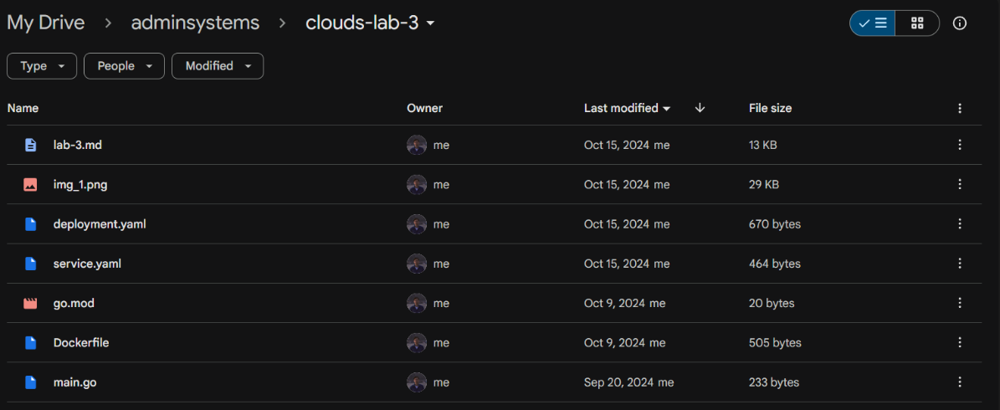 My Drive > adminsystems > clouds-lab-3
Type People Modified
Name Owner Last modified File size
lab-3.md me Oct 15, 2024 me 13 KB
img_1.png me Oct 15, 2024 me 29 KB
deployment.yaml me Oct 15, 2024 me 670 bytes
service.yaml me Oct 15, 2024 me 464 bytes
go.mod me Oct 9, 2024 me 20 bytes
Dockerfile me Oct 9, 2024 me 505 bytes
main.go me Sep 20, 2024 me 233 bytes